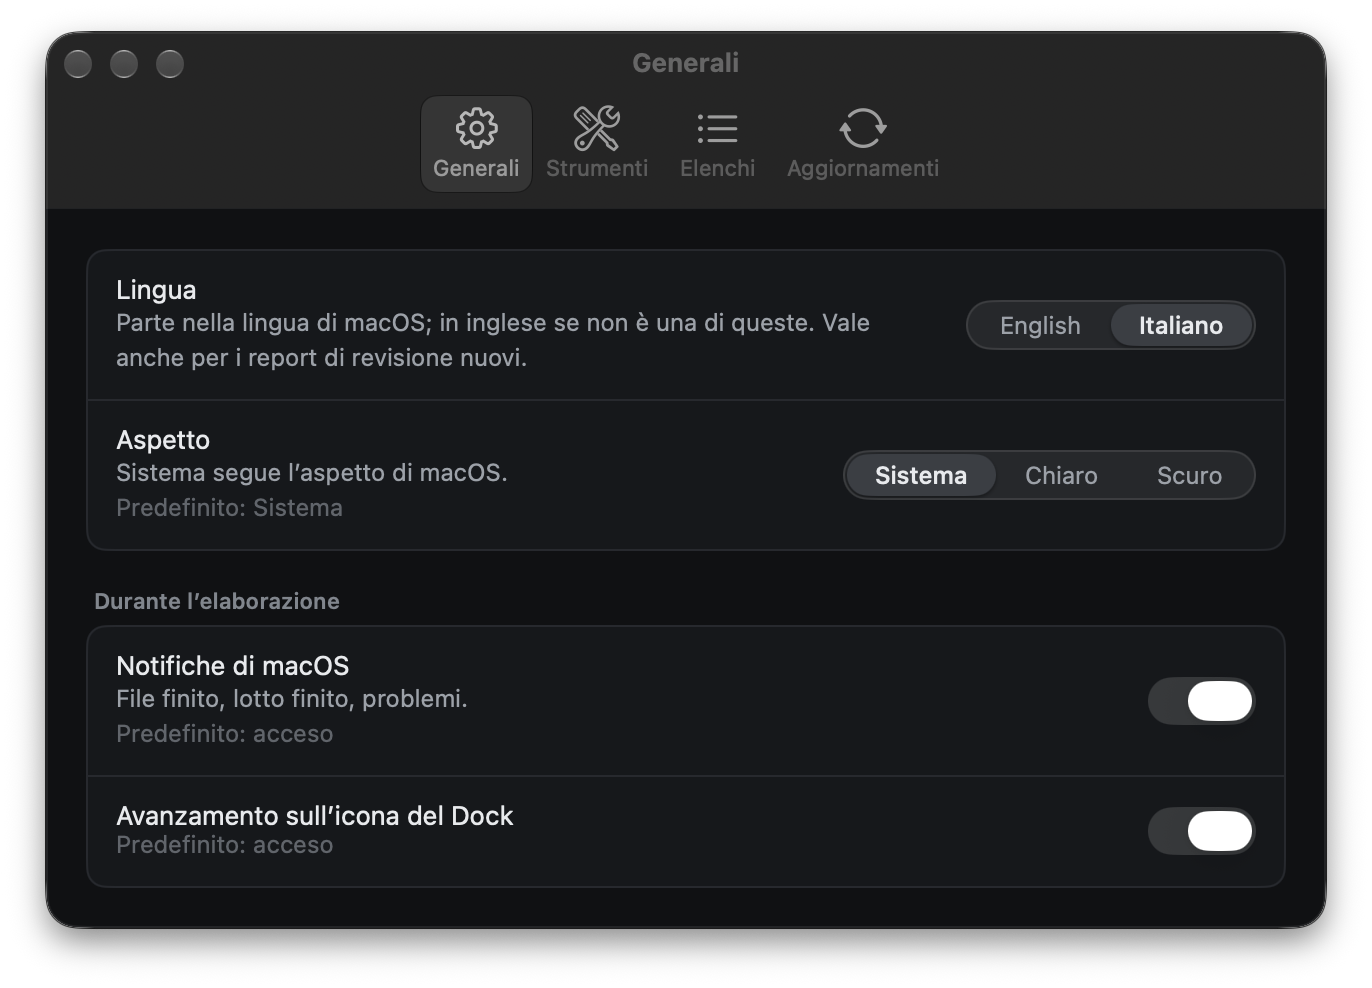 Generali
Generali
Strumenti
Elenchi
Aggiornamenti
Lingua
Parte nella lingua di macOS; in inglese se non è una di queste. Vale
anche per i report di revisione nuovi.
English
Italiano
Aspetto
Sistema segue l’aspetto di macOS.
Predefinito: Sistema
Sistema
Chiaro
Scuro
Durante l’elaborazione
Notifiche di macOS
File finito, lotto finito, problemi.
Predefinito: acceso
Avanzamento sull’icona del Dock
Predefinito: acceso